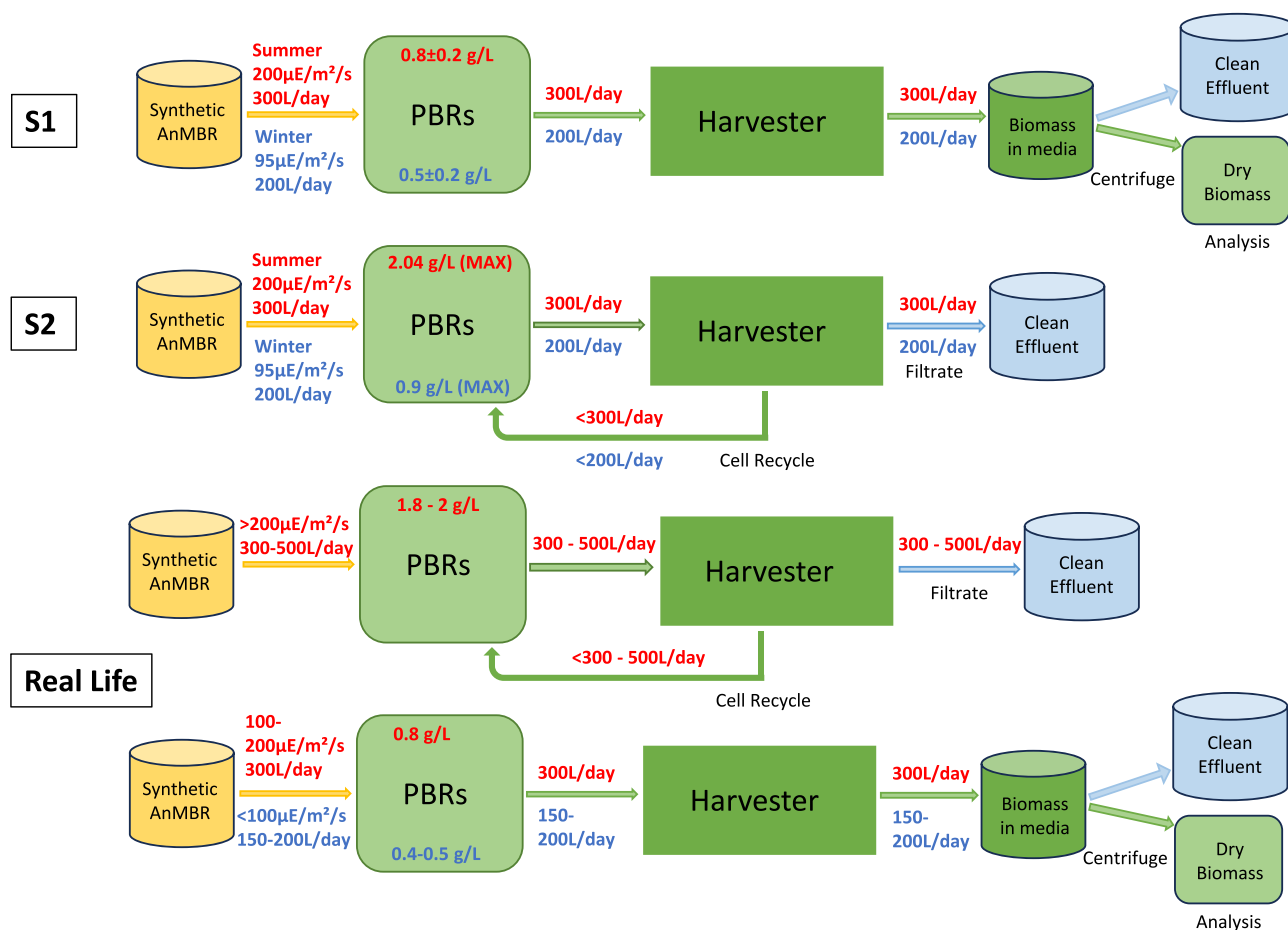 S1
Synthetic
AnMBR
Summer
200µE/m²/s
300L/day
Winter
95µE/m²/s
200L/day
0.8±0.2 g/L
PBRs
0.5±0.2 g/L
300L/day
200L/day
Harvester
300L/day
200L/day
Biomass
in media
Centrifuge
Clean
Effluent
Dry
Biomass
Analysis
S2
Synthetic
AnMBR
Summer
200µE/m²/s
300L/day
Winter
95µE/m²/s
200L/day
2.04 g/L (MAX)
PBRs
0.9 g/L (MAX)
300L/day
200L/day
Harvester
300L/day
200L/day
Filtrate
Clean
Effluent
<300L/day
<200L/day
Cell Recycle
Real Life
Synthetic
AnMBR
>200µE/m²/s
300-500L/day
1.8 - 2 g/L
PBRs
300 - 500L/day
Harvester
300 - 500L/day
Filtrate
Clean
Effluent
<300 - 500L/day
Cell Recycle
Synthetic
AnMBR
100-
200µE/m²/s
300L/day
<100µE/m²/s
150-200L/day
0.8 g/L
PBRs
0.4-0.5 g/L
300L/day
150-
200L/day
Harvester
300L/day
150-
200L/day
Biomass
in media
Centrifuge
Clean
Effluent
Dry
Biomass
Analysis